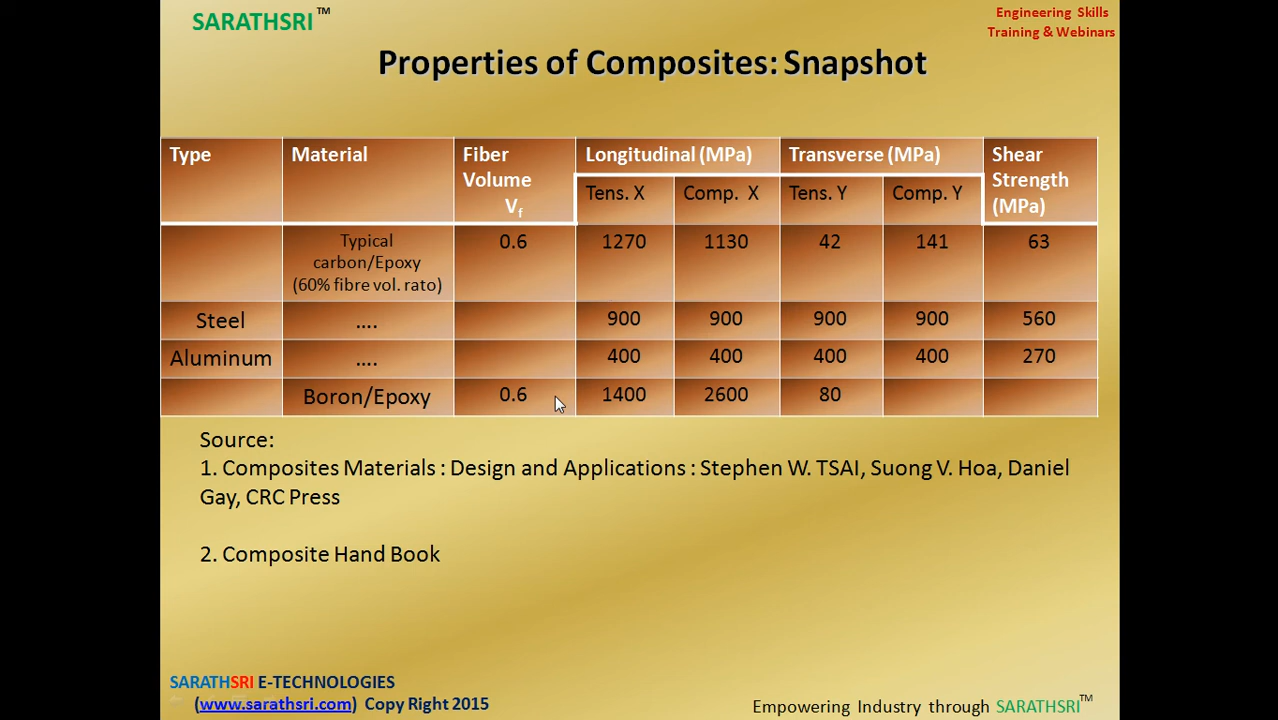 SARATHSRI™
Engineering Skills
Training & Webinars
Properties of Composites: Snapshot
Type Material Fiber Volume Vf Longitudinal (MPa) Transverse (MPa) Shear Strength (MPa)
Tens. X Comp. X Tens. Y Comp. Y
Typical carbon/Epoxy (60% fibre vol. rato) 0.6 1270 1130 42 141 63
Steel .... 900 900 900 900 560
Aluminum .... 400 400 400 400 270
Boron/Epoxy 0.6 1400 2600 80
Source:
1. Composites Materials : Design and Applications : Stephen W. TSAI, Suong V. Hoa, Daniel
Gay, CRC Press
2. Composite Hand Book
SARATHSRI E-TECHNOLOGIES
(www.sarathsri.com) Copy Right 2015
Empowering Industry through SARATHSRI™